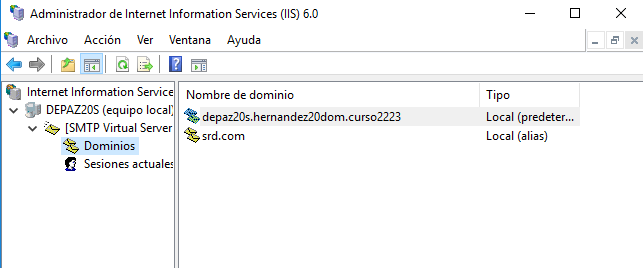 Administrador de Internet Information Services (IIS) 6.0
Archivo Acción Ver Ventana Ayuda
Internet Information Service
DEPAZ20S (equipo local)
[SMTP Virtual Server
Dominios
Sesiones actuales
Nombre de dominio Tipo
depaz20s.hernandez20dom.curso2223 Local (predeter...
srd.com Local (alias)